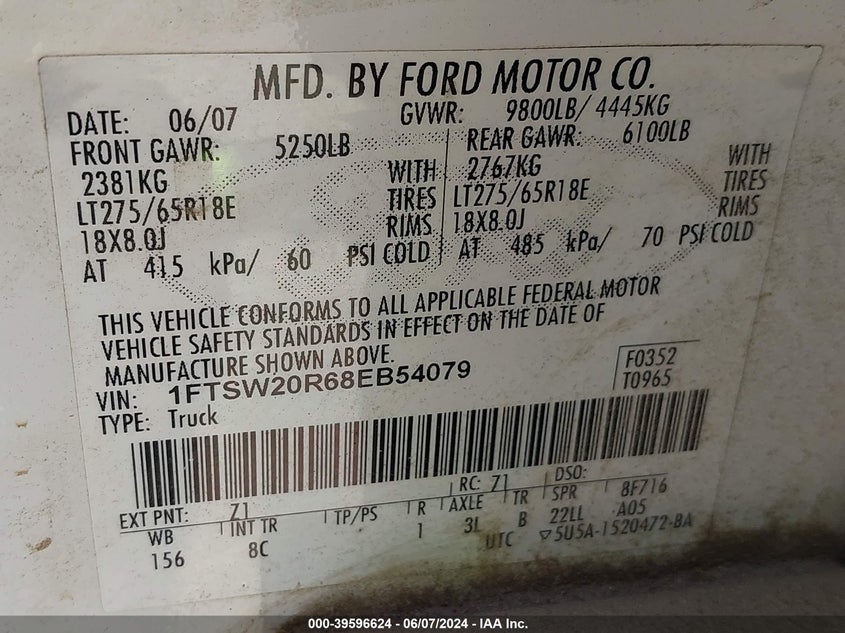 MFD. BY FORD MOTOR CO.
DATE: 06/07 GVWR: 9800LB/ 4445KG
FRONT GAWR: 5250LB REAR GAWR: 6100LB
2381KG WITH 2767KG WITH
LT275/65R18E TIRES LT275/65R18E TIRES
18X8.0J RIMS 18X8.0J RIMS
AT 415 kPa/ 60 PSI COLD AT 485 kPa/ 70 PSI COLD
THIS VEHICLE CONFORMS TO ALL APPLICABLE FEDERAL MOTOR
VEHICLE SAFETY STANDARDS IN EFFECT ON THE DATE OF
MANUFACTURE SHOWN ABOVE.
VIN: 1FTSW20R68EB54079
TYPE: Truck
F0352
T0965
EXT PNT: Z1 RC: Z1 DSO:
WB INT TR TP/PS R AXLE TR SPR 8F716
156 8C 1 3L B 22LL A05
UTC ▽5U5A-1520472-BA
000-39596624 - 06/07/2024 - IAA Inc.